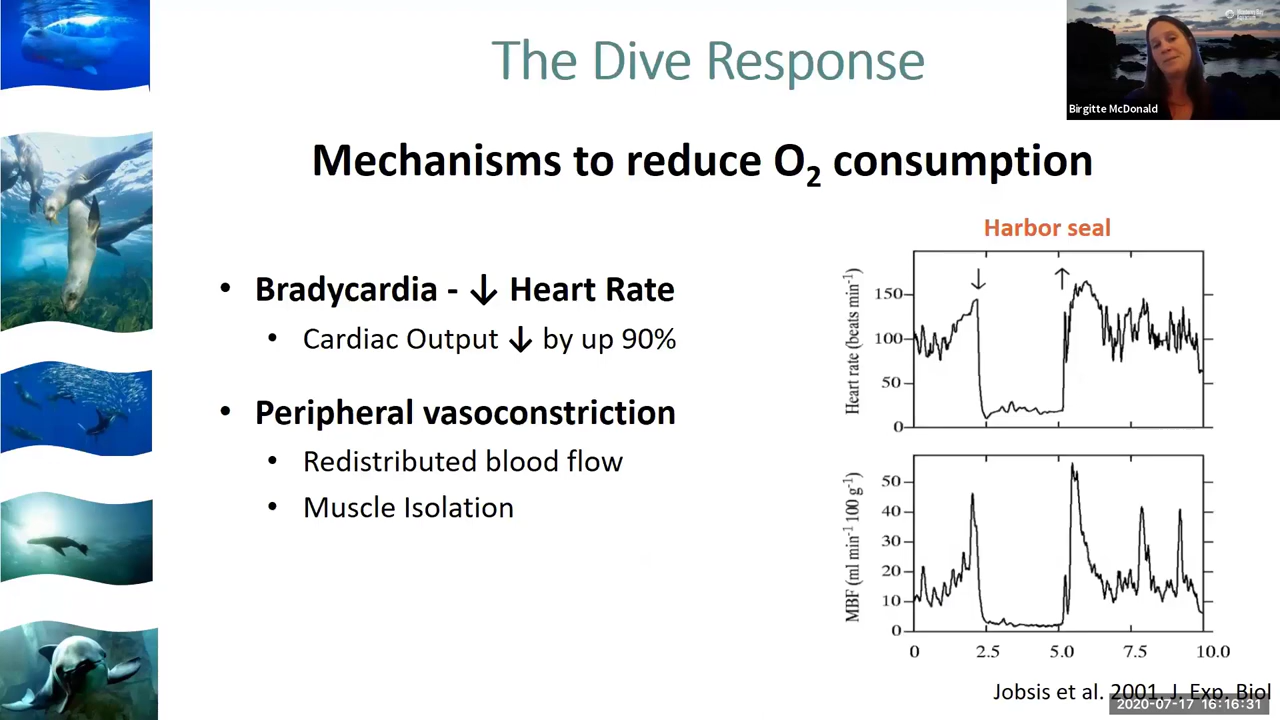 The Dive Response
Birgitte McDonald
Mechanisms to reduce O₂ consumption
Harbor seal
• Bradycardia - ↓ Heart Rate
• Cardiac Output ↓ by up 90%
• Peripheral vasoconstriction
• Redistributed blood flow
• Muscle Isolation
Heart rate (beats min⁻¹)
150
100
50
0
MBF (ml min⁻¹ 100 g⁻¹)
50
40
30
20
10
0
0 2.5 5.0 7.5 10.0
Jobsis et al. 2001. J. Exp. Biol
2020-07-17 16:16:31